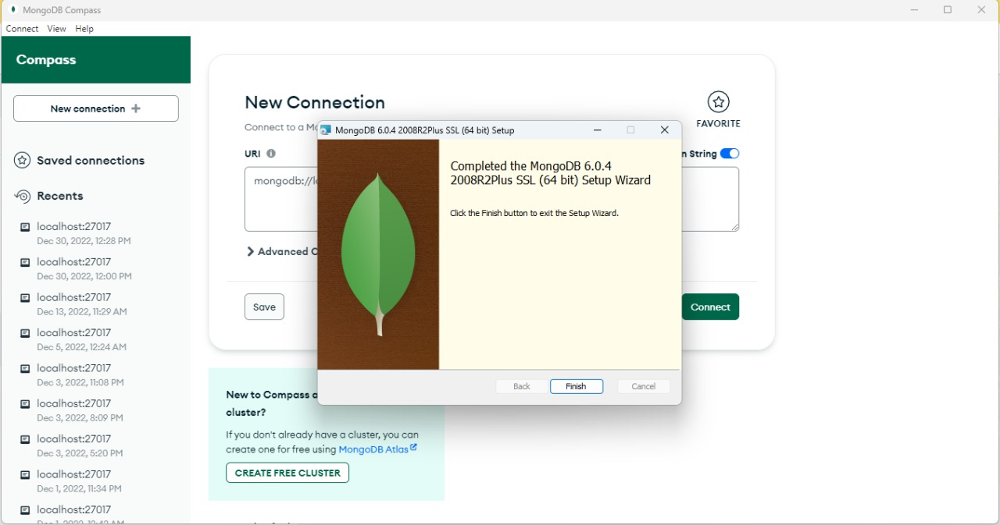 MongoDB Compass
Connect View Help
Compass
New connection
Saved connections
Recents
localhost:27017
Dec 30, 2022, 12:28 PM
localhost:27017
Dec 30, 2022, 12:00 PM
localhost:27017
Dec 13, 2022, 11:29 AM
localhost:27017
Dec 5, 2022, 12:24 AM
localhost:27017
Dec 3, 2022, 11:08 PM
localhost:27017
Dec 3, 2022, 8:09 PM
localhost:27017
Dec 3, 2022, 5:20 PM
localhost:27017
Dec 1, 2022, 11:34 PM
localhost:27017
New Connection
FAVORITE
Connect to a
URI
String
mongodb://
Advanced
Save
Connect
MongoDB 6.0.4 2008R2Plus SSL (64 bit) Setup
Completed the MongoDB 6.0.4
2008R2Plus SSL (64 bit) Setup Wizard
Click the Finish button to exit the Setup Wizard.
Back Finish Cancel
New to Compass
cluster?
If you don't already have a cluster, you can
create one for free using MongoDB Atlas
CREATE FREE CLUSTER